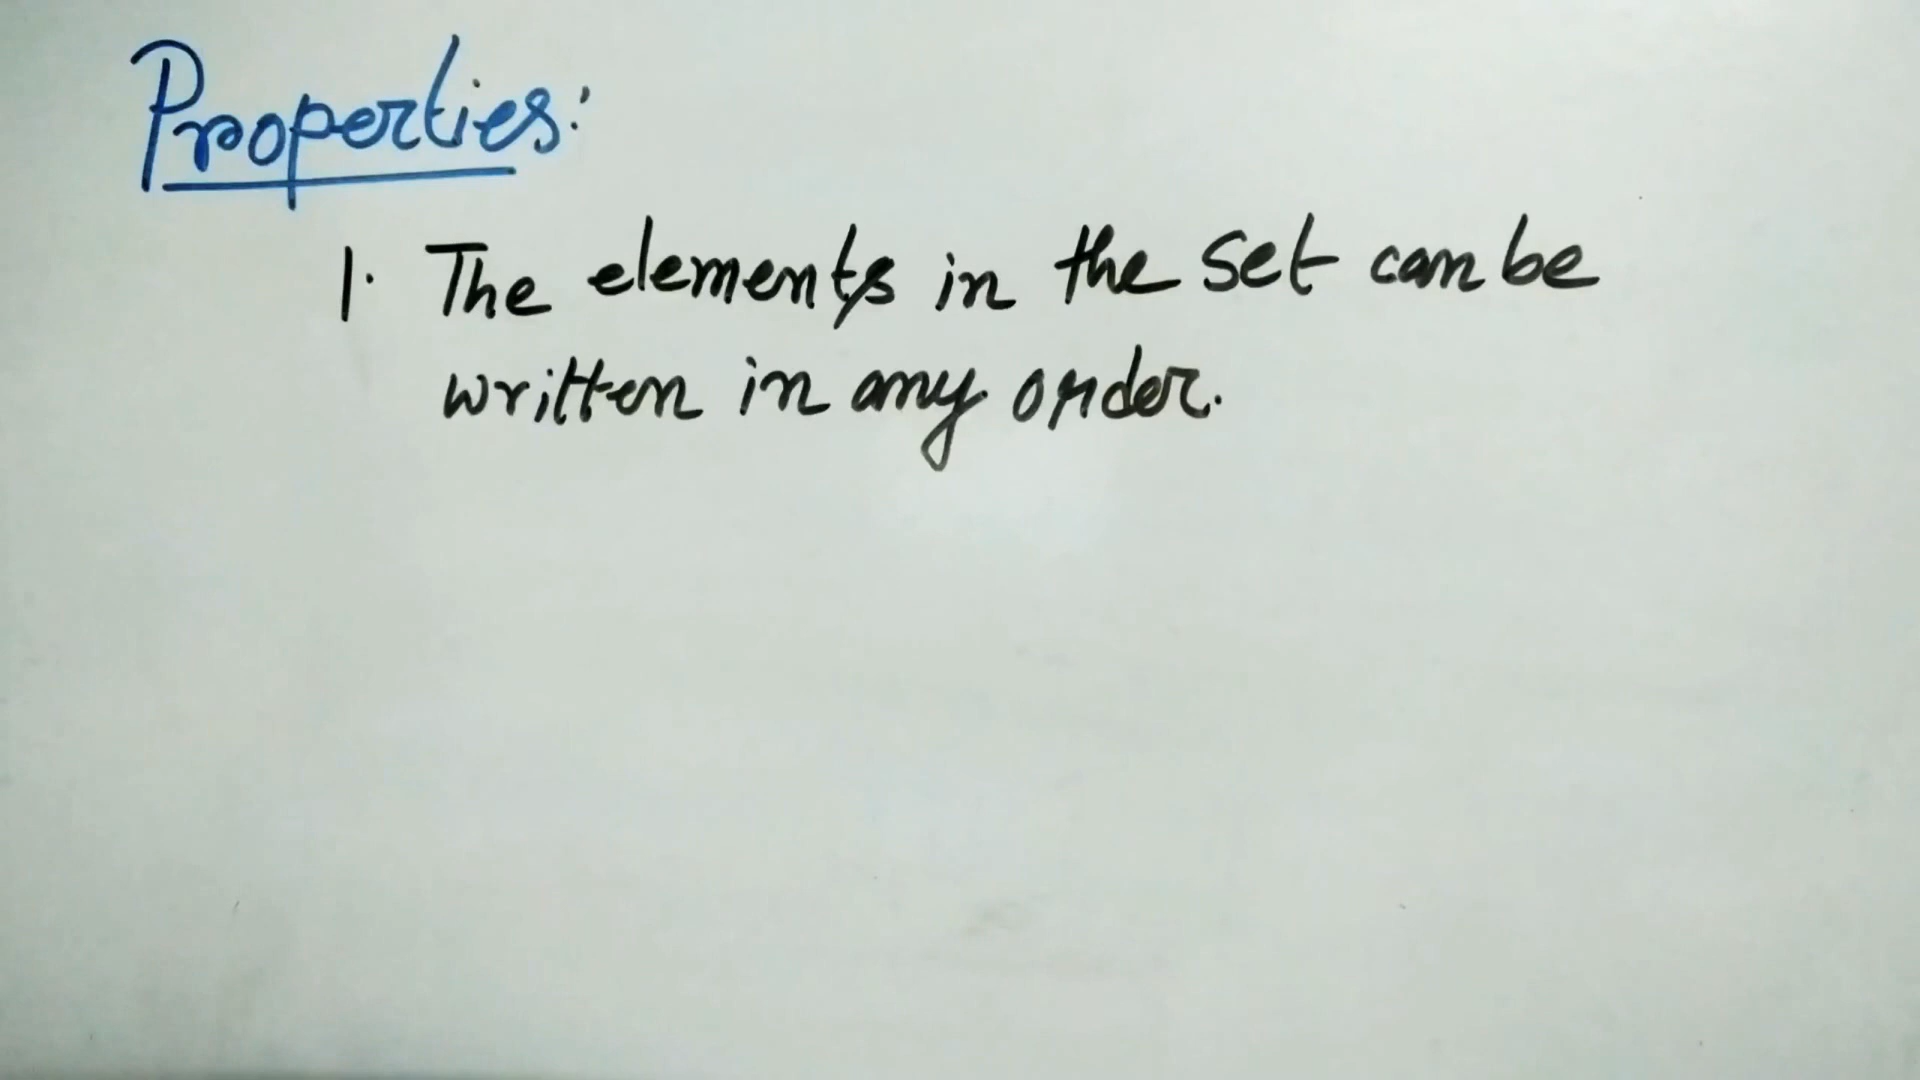 Properties:
1. The elements in the set can be
written in any order.